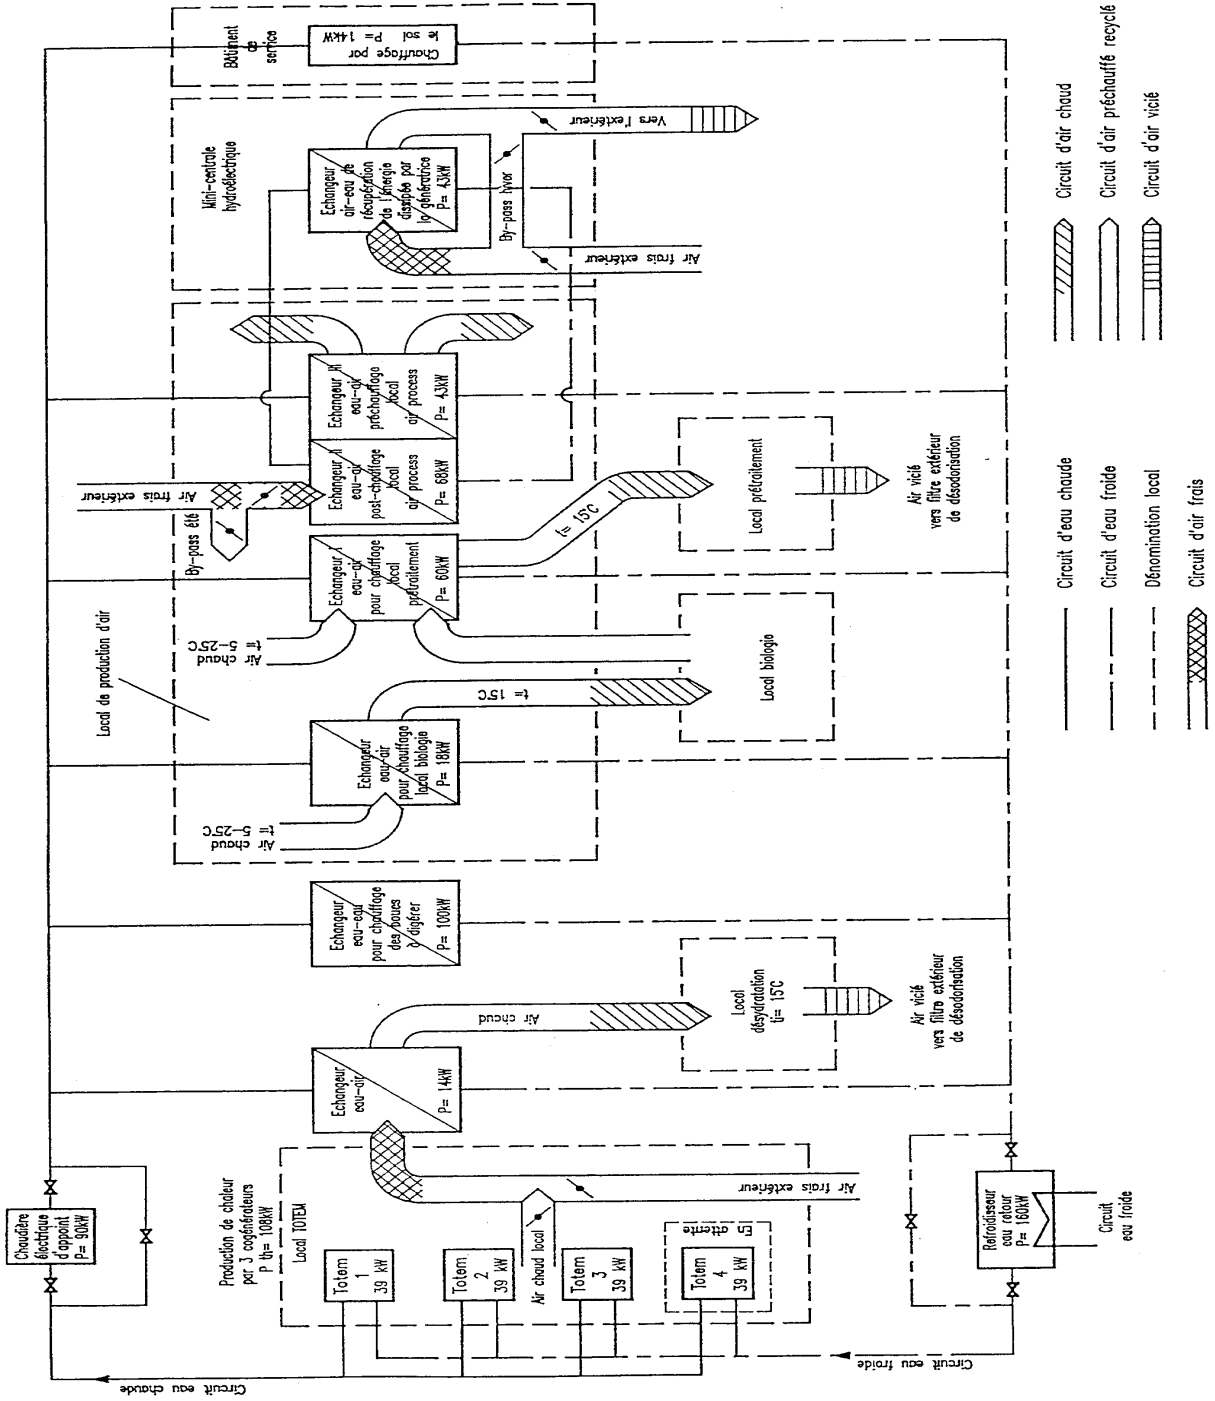 Chaudière
électrique
d'appoint
P= 90kW
Circuit eau chaude
Production de chaleur
par 3 cogénérateurs
P th= 108kW
Local TOTEM
Totem
1
39 kW
Totem
2
39 kW
Totem
3
39 kW
Totem
4
39 kW
En attente
Air chaud local
Air frais extérieur
Circuit eau froide
Refroidisseur
eau retour
P= 160kW
Circuit
eau froide
Echangeur
eau-air
P= 14kW
Air chaud
Local
désydratation
ti= 15°C
Air vicié
vers filtre extérieur
de désodorisation
Echangeur
eau-eau
pour chauffage
des boues
à digérer
P= 100kW
Local de production d'air
Air chaud
t= 5-25°C
Echangeur
eau-air
pour chauffage
local biologie
P= 18kW
t= 15°C
Local biologie
Air chaud
t= 5-25°C
Echangeur
eau-air
pour chauffage
local
prétraitement
P= 60kW
ti= 15°C
Local prétraitement
Air vicié
vers filtre extérieur
de désodorisation
By-pass été
Air frais extérieur
Echangeur
eau-air
post-chauffage
local
air process
P= 68kW
Echangeur
eau-air
préchauffage
local
air process
P= 43kW
Mini-centrale
hydroélectrique
Echangeur
air-eau de
récupération
de l'énergie
dissipée par
la génératrice
P= 43kW
By-pass hiver
Air frais extérieur
Vers l'extérieur
Bâtiment
de
service
Chauffage par
le sol P= 14kW
Circuit d'eau chaude
Circuit d'eau froide
Dénomination local
Circuit d'air frais
Circuit d'air chaud
Circuit d'air préchauffé recyclé
Circuit d'air vicié